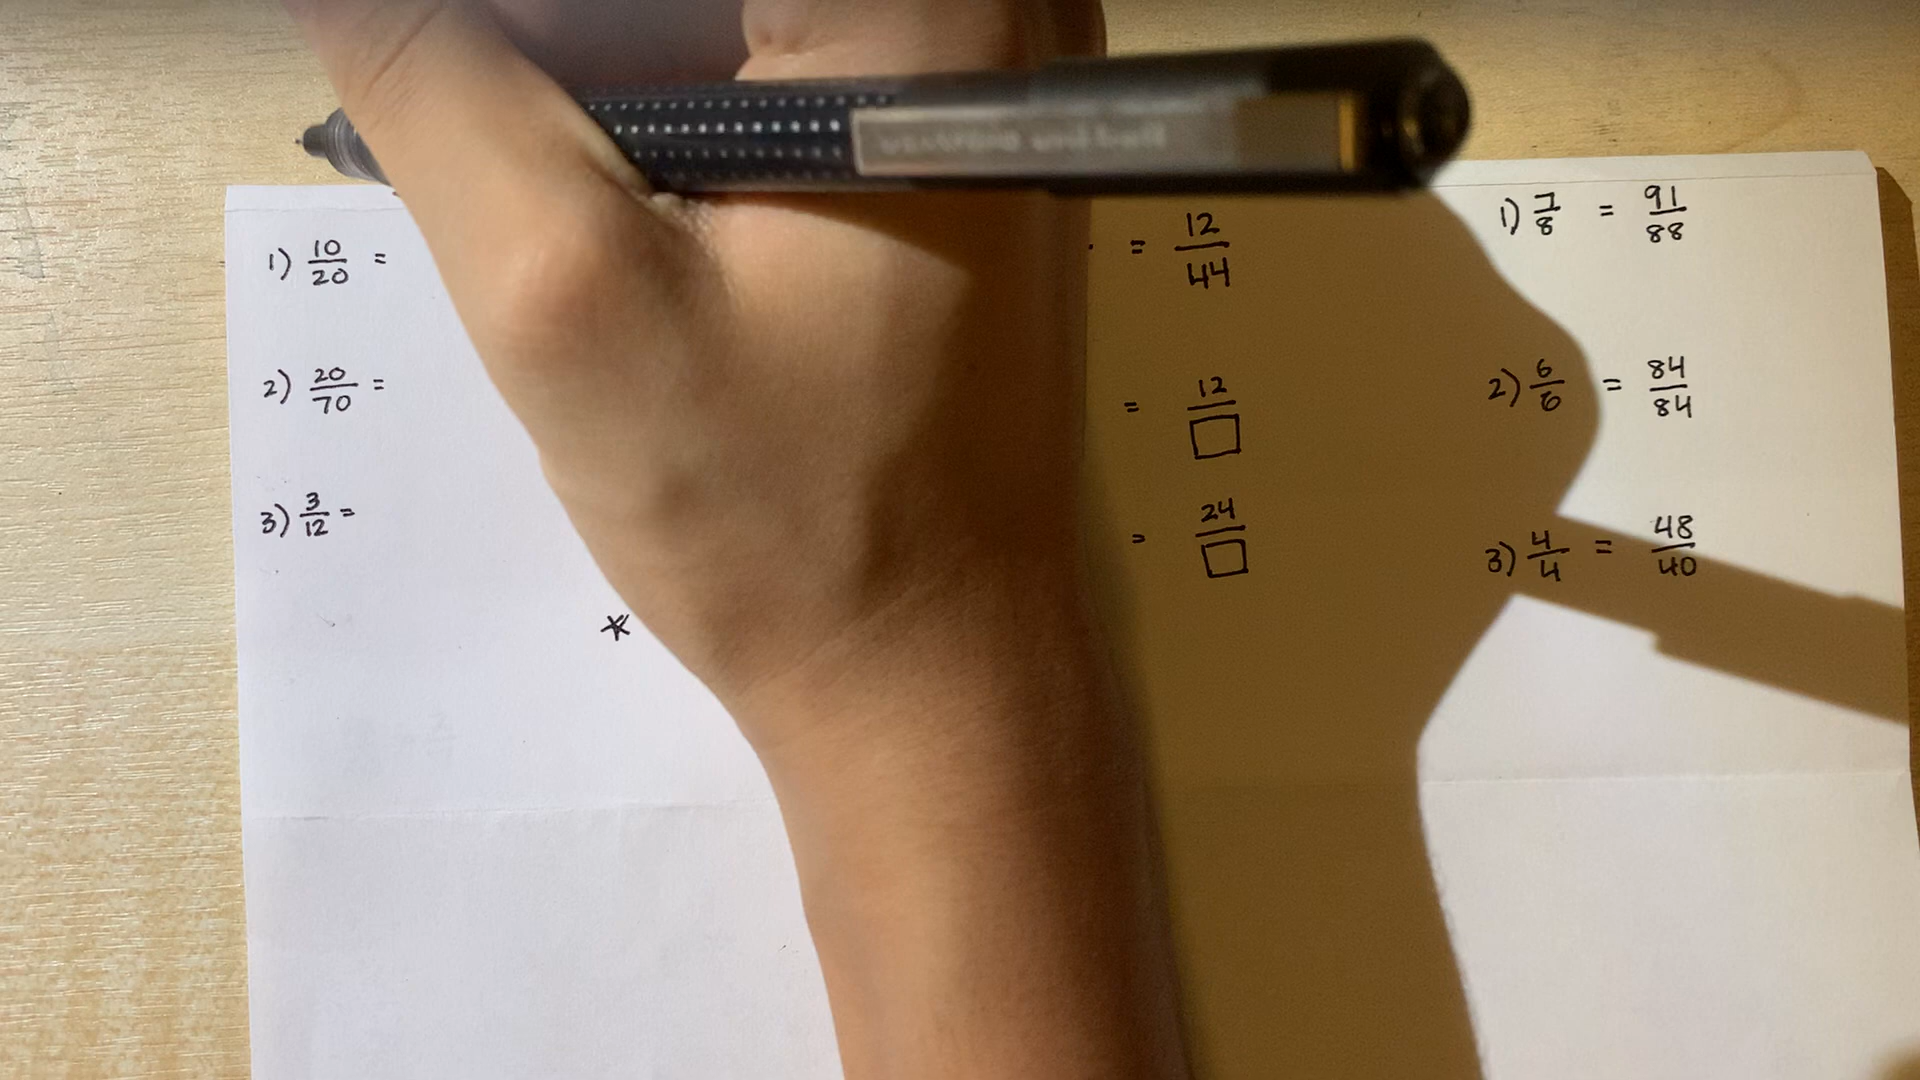 1) 10/20 =
2) 20/70 =
3) 3/12 =
*
= 12/44
= 12/□
= 24/□
1) 7/8 = 91/88
2) 6/6 = 84/84
3) 4/4 = 48/40